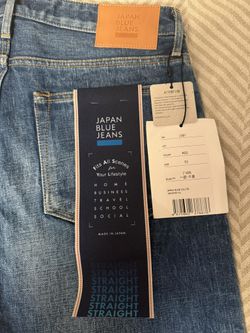 JAPAN
BLUE
JEANS
JAPAN
BLUE
JEANS
Fits All Scenes
for
Your Lifestyle
HOME
BUSINESS
TRAVEL
SCHOOL
SOCIAL
MADE IN JAPAN
STRAIGHT
STRAIGHT
STRAIGHT
STRAIGHT
STRAIGHT
STRAIGHT